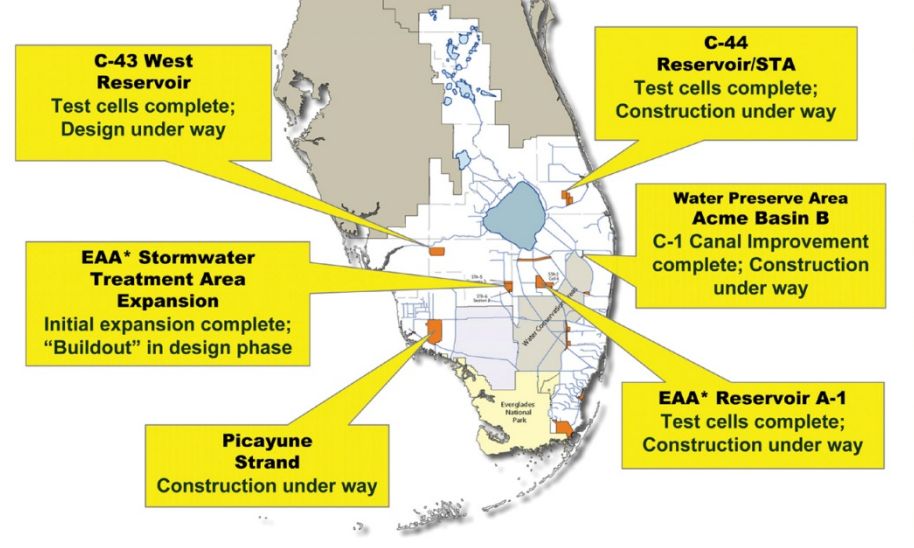 C-43 West
Reservoir
Test cells complete;
Design under way
C-44
Reservoir/STA
Test cells complete;
Construction under way
Water Preserve Area
Acme Basin B
C-1 Canal Improvement
complete; Construction
under way
EAA* Stormwater
Treatment Area
Expansion
Initial expansion complete;
“Buildout” in design phase
Water Conservation
Everglades
National
Park
EAA* Reservoir A-1
Test cells complete;
Construction under way
Picayune
Strand
Construction under way